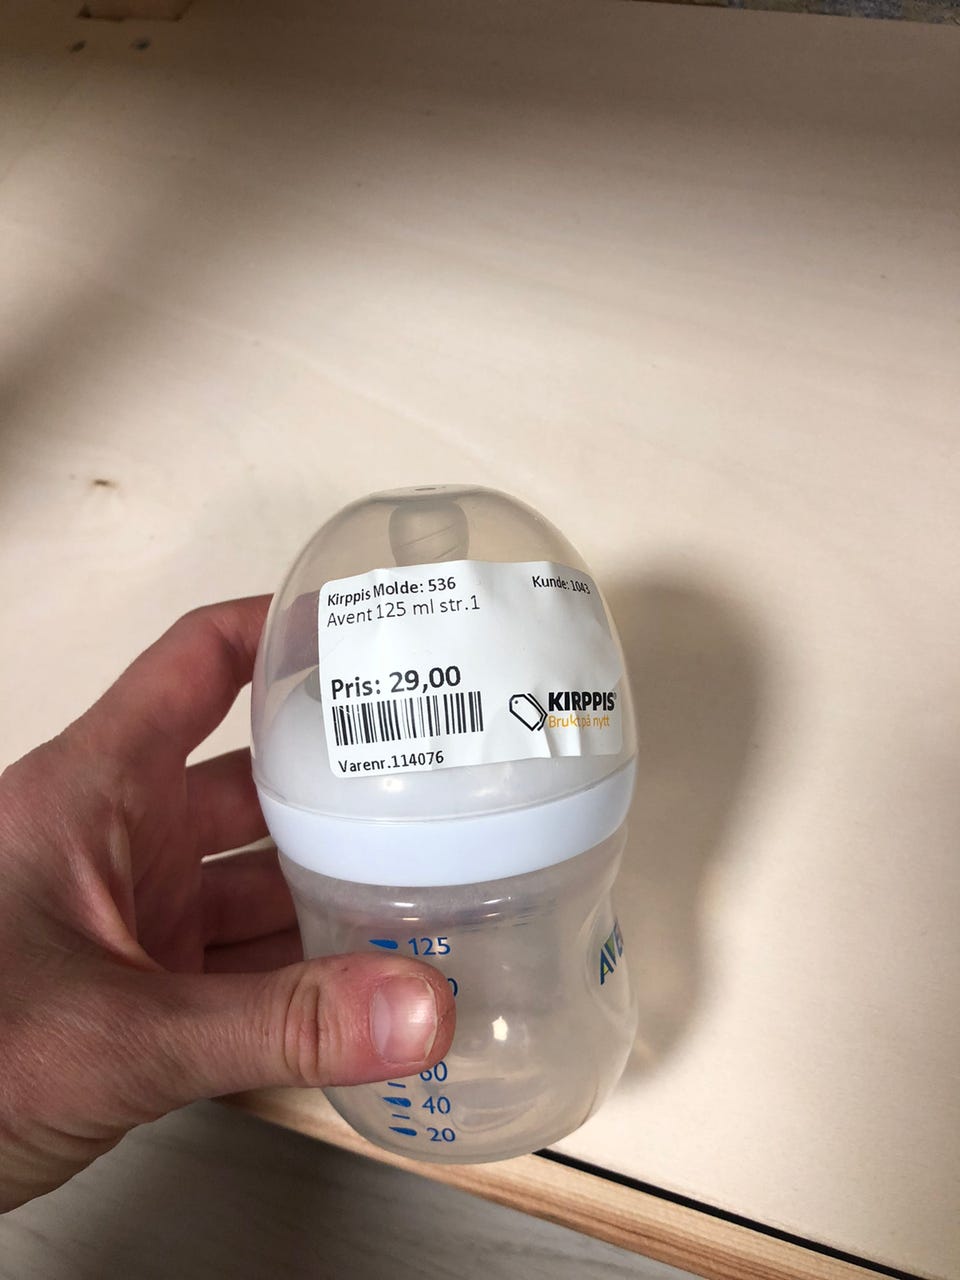 Kirppis Molde: 536
Kunde: 1043
Avent 125 ml str.1
Pris: 29,00
KIRPPIS®
Brukt på nytt
Varenr.114076
125
60
40
20